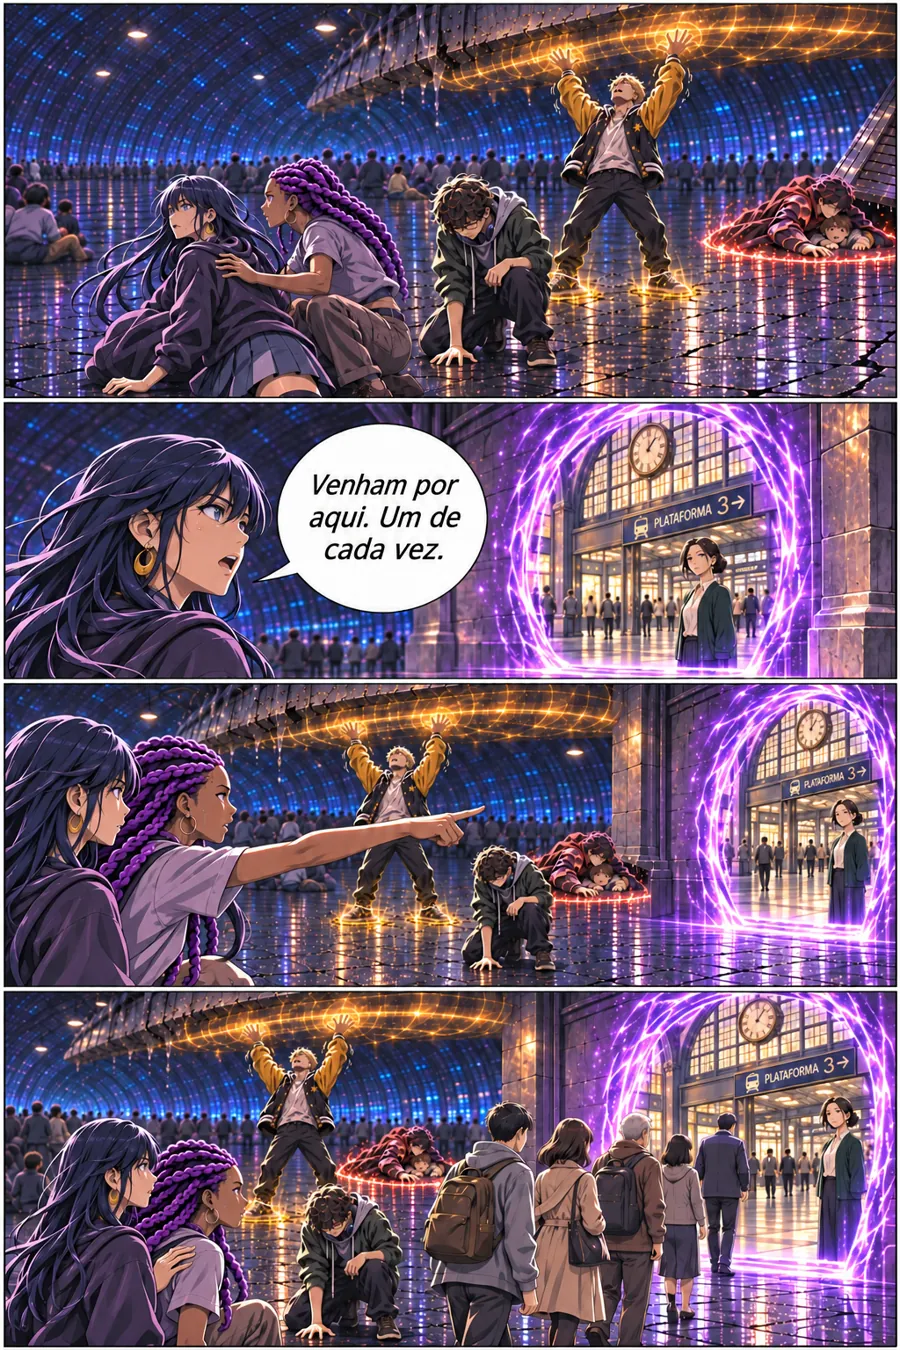 Venham por
aqui. Um de
cada vez.
PLATAFORMA 3→
PLATAFORMA 3→
PLATAFORMA 3→